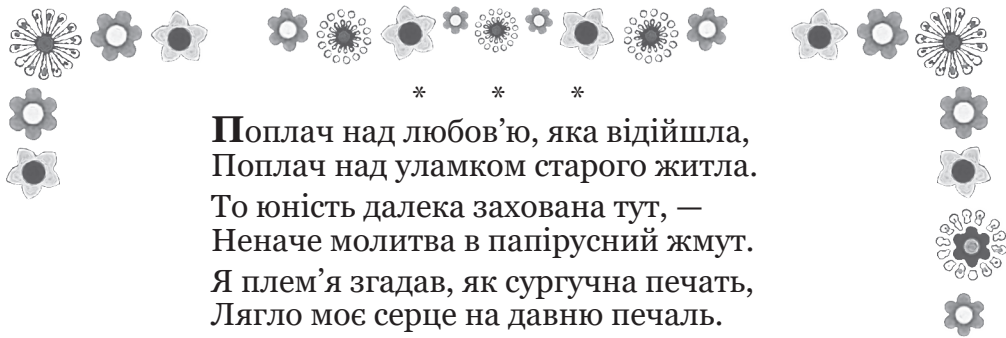 * * *
Поплач над любов’ю, яка відійшла,
Поплач над уламком старого житла.
То юність далека захована тут, —
Неначе молитва в папірусний жмут.
Я плем’я згадав, як сургучна печать,
Лягло моє серце на давню печаль.